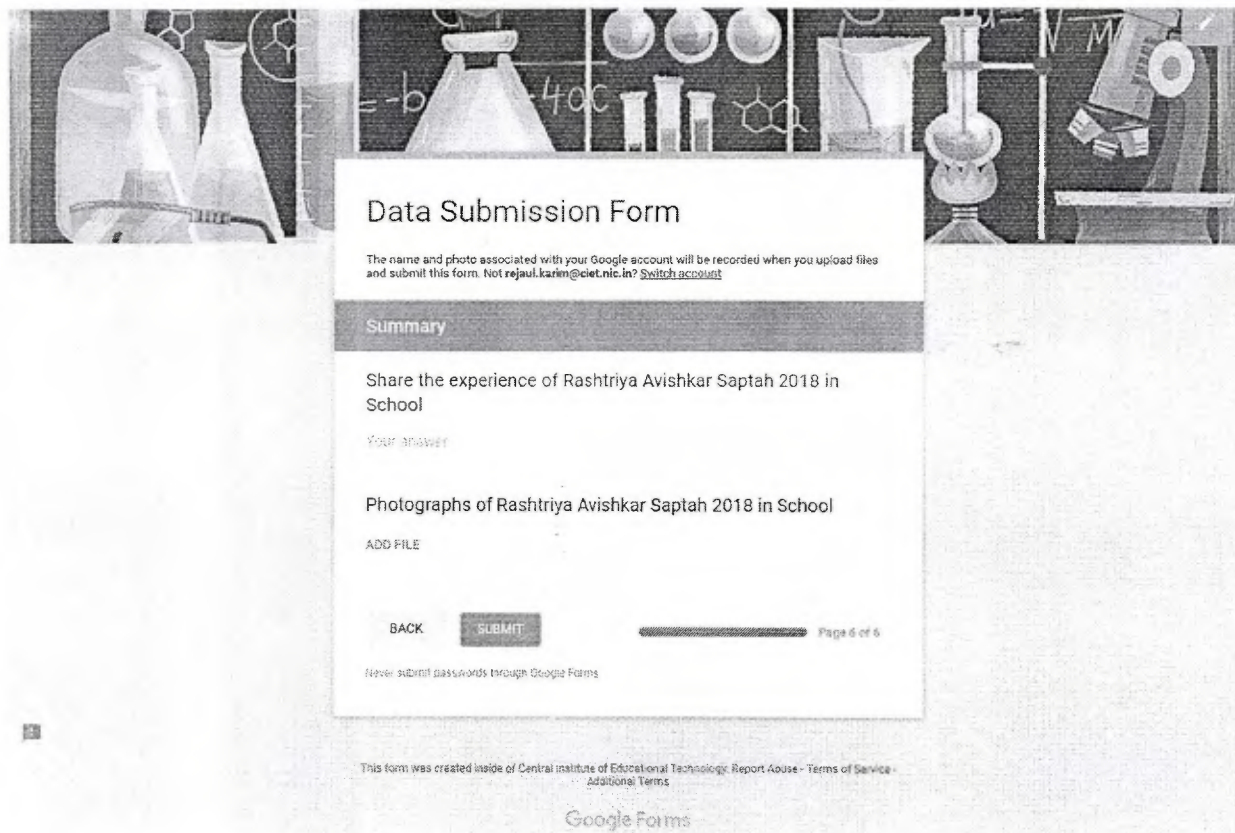 =-b
-4ac
N M
Data Submission Form
The name and photo associated with your Google account will be recorded when you upload files
and submit this form. Not rejaul.karim@ciet.nic.in? Switch account
Summary
Share the experience of Rashtriya Avishkar Saptah 2018 in
School
Your answer
Photographs of Rashtriya Avishkar Saptah 2018 in School
ADD FILE
BACK
SUBMIT
Page 6 of 6
Never submit passwords through Google Forms
This form was created inside of Central Institute of Educational Technology. Report Abuse - Terms of Service -
Additional Terms
Google Forms